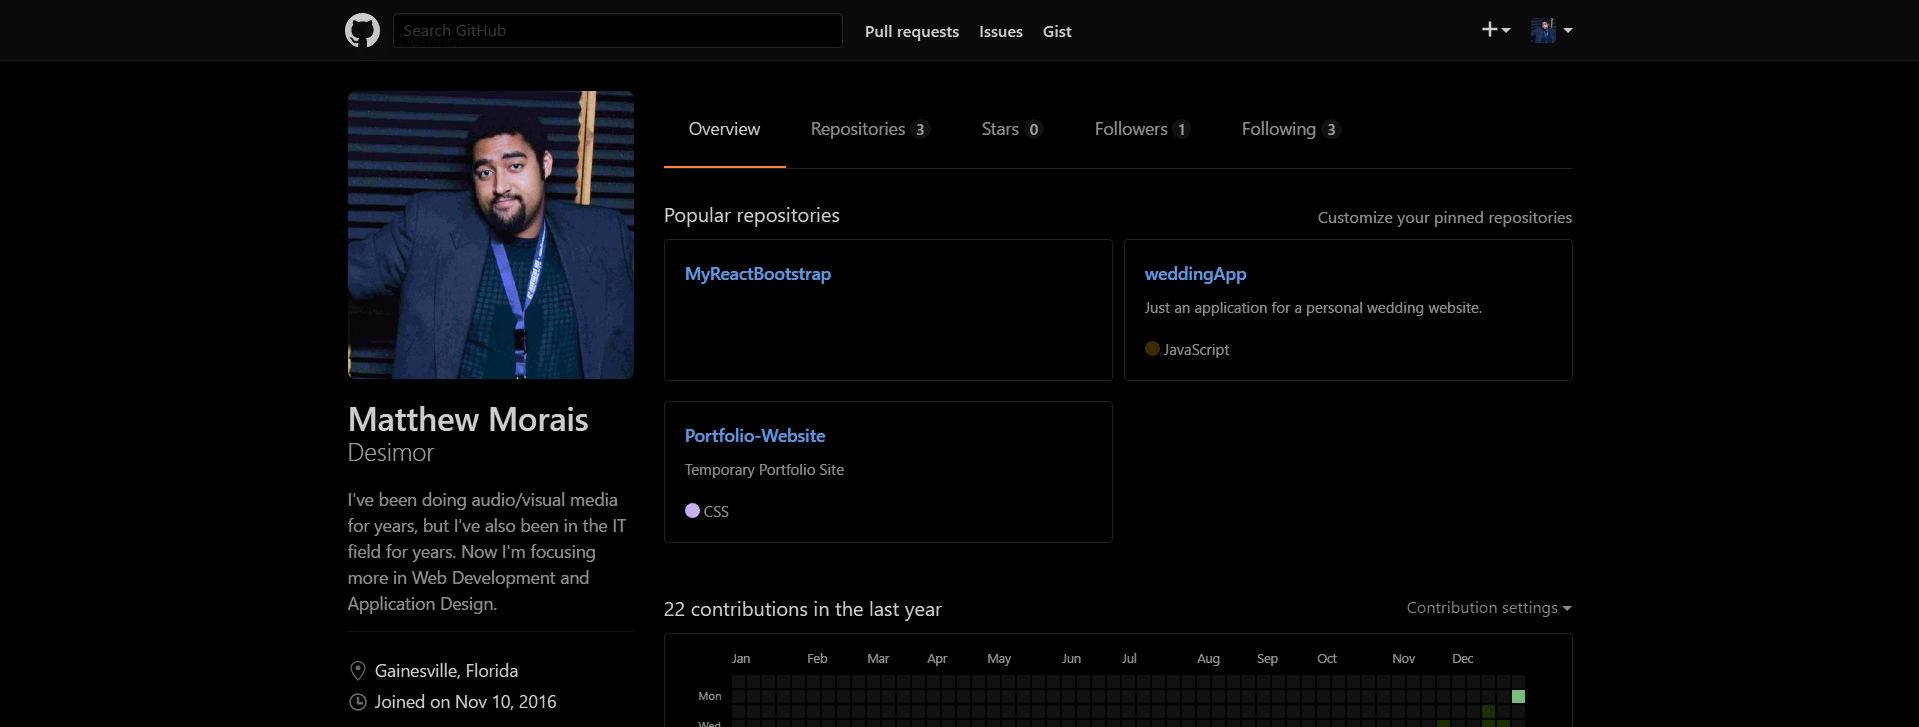 Search GitHub
Pull requests
Issues
Gist
Overview
Repositories 3
Stars 0
Followers 1
Following 3
Popular repositories
Customize your pinned repositories
MyReactBootstrap
weddingApp
Just an application for a personal wedding website.
JavaScript
Portfolio-Website
Temporary Portfolio Site
CSS
Matthew Morais
Desimor
I've been doing audio/visual media
for years, but I've also been in the IT
field for years. Now I'm focusing
more in Web Development and
Application Design.
Gainesville, Florida
Joined on Nov 10, 2016
22 contributions in the last year
Contribution settings
Jan Feb Mar Apr May Jun Jul Aug Sep Oct Nov Dec
Mon
Wed